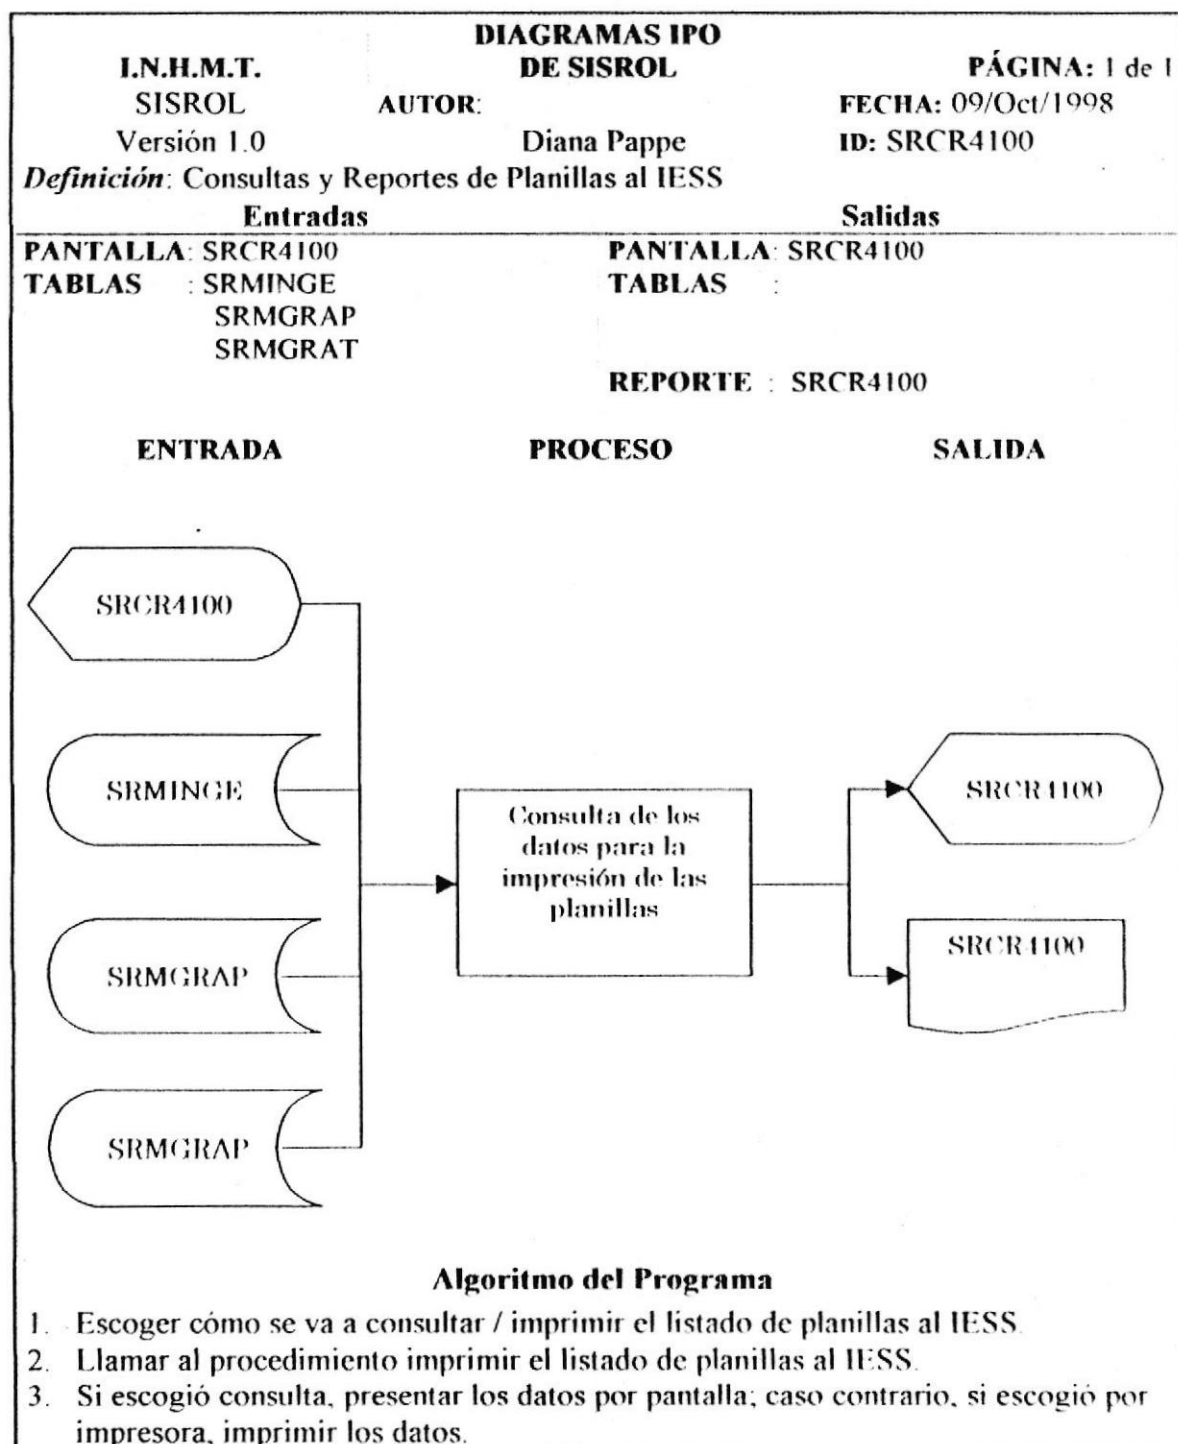 DIAGRAMAS IPO
I.N.H.M.T. DE SISROL PÁGINA: 1 de 1
SISROL AUTOR: FECHA: 09/Oct/1998
Versión 1.0 Diana Pappe ID: SRCR4100
Definición: Consultas y Reportes de Planillas al IESS
Entradas Salidas
PANTALLA: SRCR4100 PANTALLA: SRCR4100
TABLAS : SRMINGE TABLAS :
SRMGRAP
SRMGRAT
REPORTE : SRCR4100
ENTRADA PROCESO SALIDA
SRCR4100
SRMINGE
SRMGRAP
SRMGRAP
Consulta de los
datos para la
impresión de las
planillas
SRCR4100
SRCR4100
Algoritmo del Programa
1. Escoger cómo se va a consultar / imprimir el listado de planillas al IESS.
2. Llamar al procedimiento imprimir el listado de planillas al IESS.
3. Si escogió consulta, presentar los datos por pantalla; caso contrario, si escogió por
impresora, imprimir los datos.